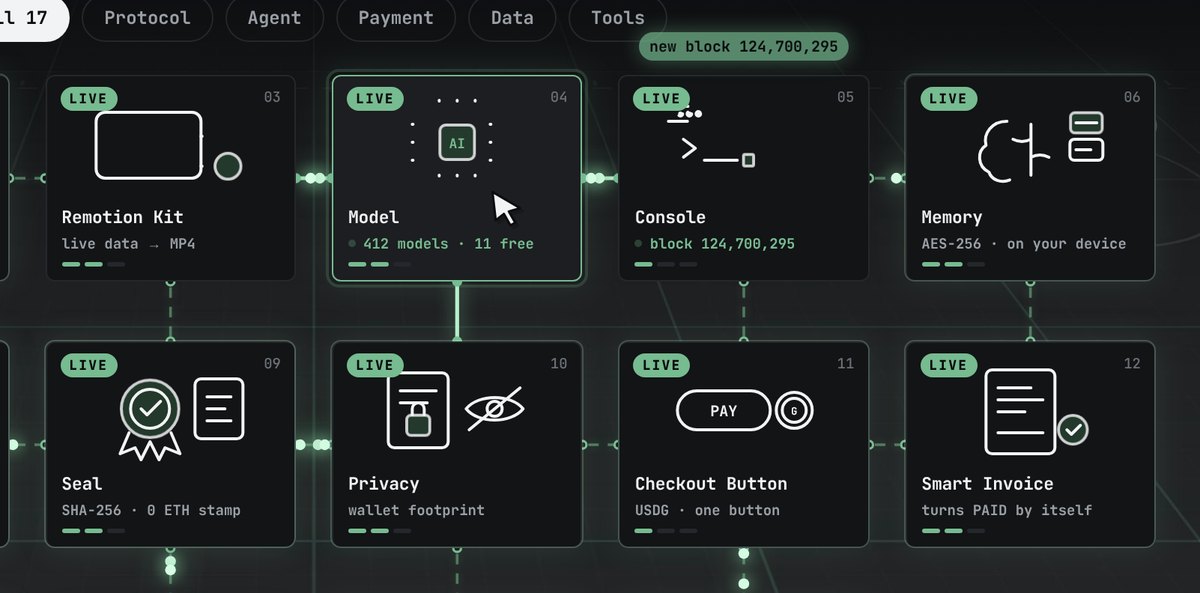 ll 17 Protocol Agent Payment Data Tools
new block 124,700,295
LIVE 03
Remotion Kit
live data → MP4
LIVE 04
AI
Model
412 models · 11 free
LIVE 05
Console
block 124,700,295
LIVE 06
Memory
AES-256 · on your device
LIVE 09
Seal
SHA-256 · 0 ETH stamp
LIVE 10
Privacy
wallet footprint
LIVE 11
PAY G
Checkout Button
USDG · one button
LIVE 12
Smart Invoice
turns PAID by itself